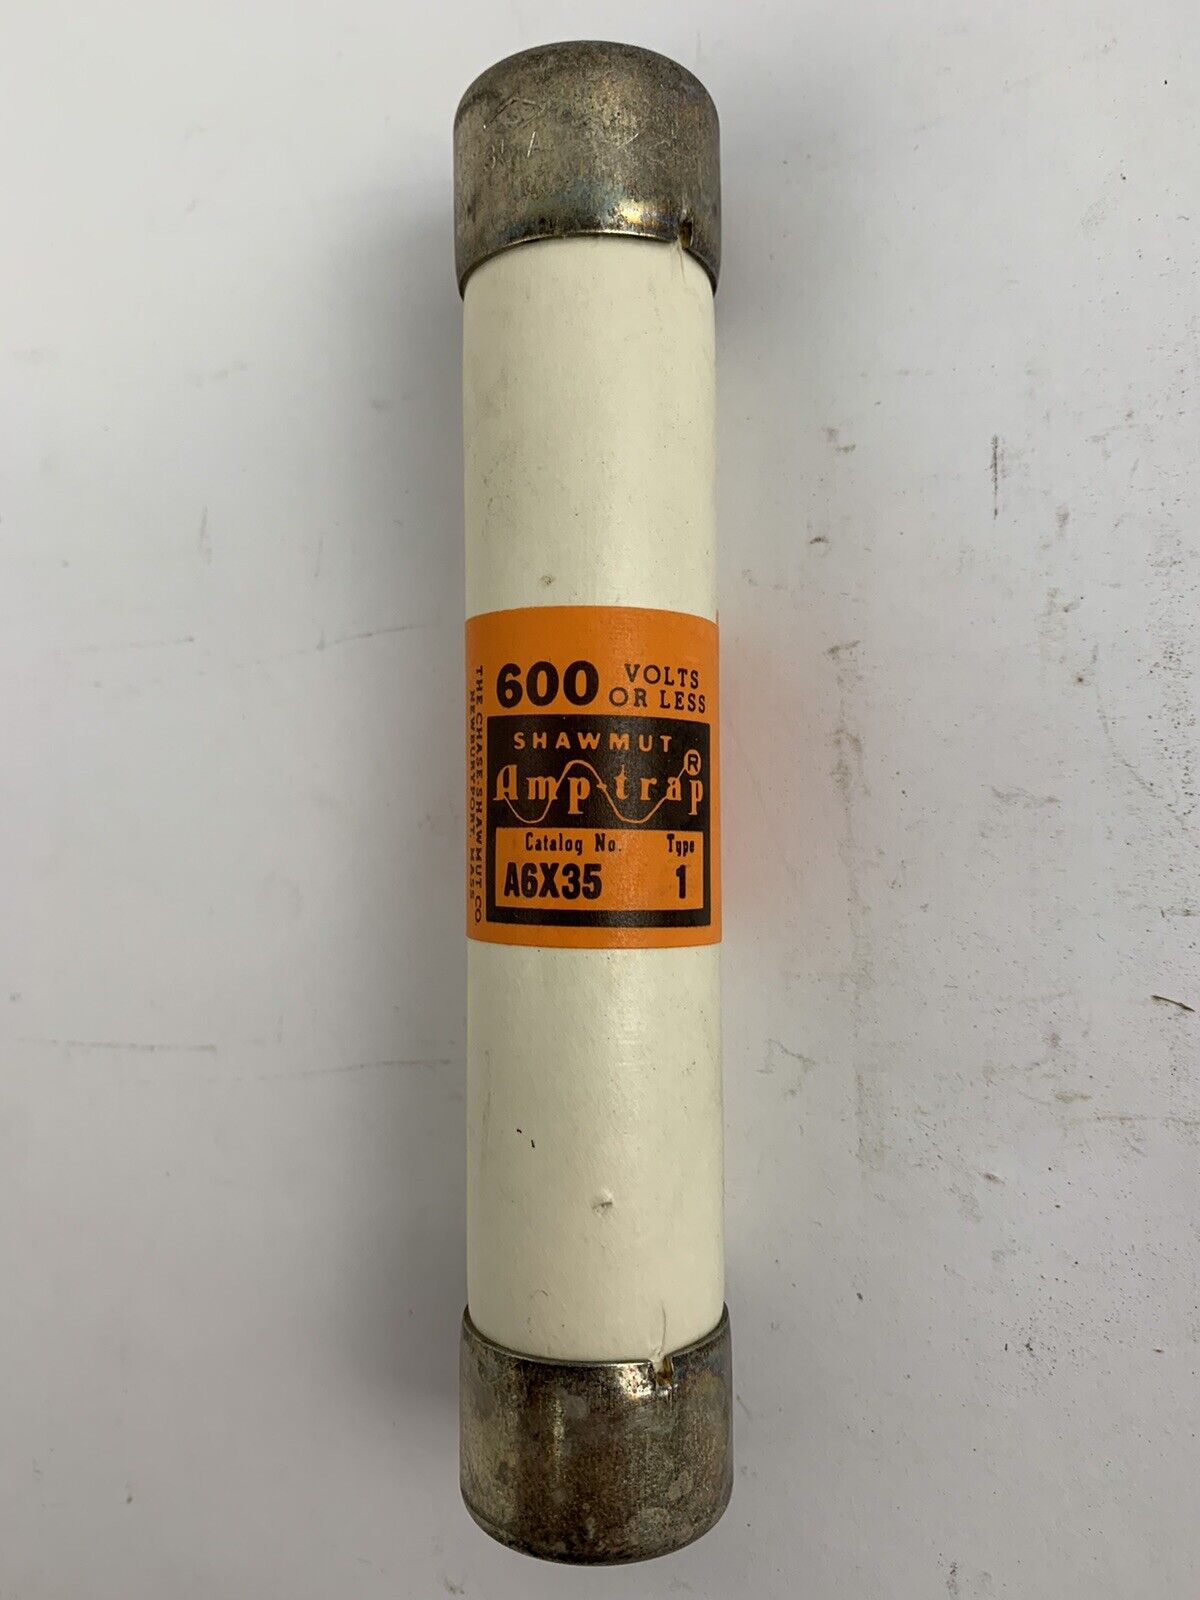 600 VOLTS
OR LESS
SHAWMUT
Amp-trap®
Catalog No. Type
A6X35 1
THE CHASE-SHAWMUT CO.
NEWBURYPORT, MASS.